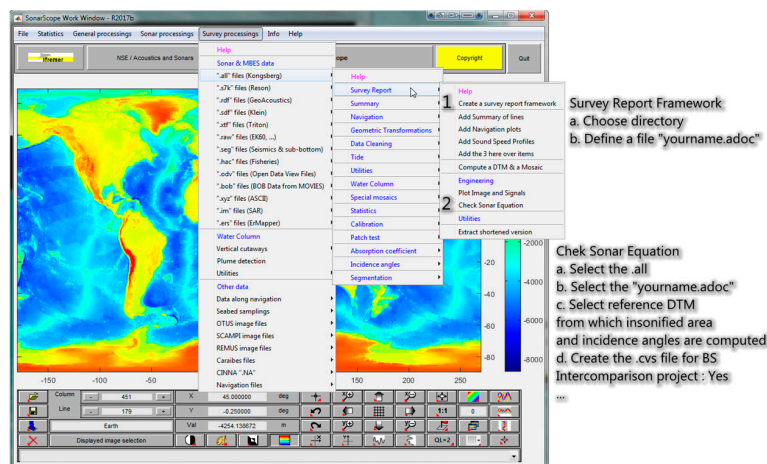 SonarScope Work Window - R2017b
File Statistics General processings Sonar processings Survey processings Info Help
Ifremer
NSE / Acoustics and Sonars
ope
Copyright
Quit
Help
Sonar & MBES data
".all" files (Kongsberg)
".s7k" files (Reson)
".rdf" files (GeoAcoustics)
".sdf" files (Klein)
".xtf" files (Triton)
".raw" files (EK60, ...)
".seg" files (Seismics & sub-bottom)
".hac" files (Fisheries)
".odv" files (Open Data View Files)
".bob" files (BOB Data from MOVIES)
".xyz" files (ASCII)
".im" files (SAR)
".ers" files (ErMapper)
Water Column
Vertical cutaways
Plume detection
Utilities
Other data
Data along navigation
Seabed samplings
OTUS image files
SCAMPI image files
REMUS image files
Caraibes files
CINNA ".NA"
Navigation files
Help
Survey Report
Summary
Navigation
Geometric Transformations
Data Cleaning
Tide
Utilities
Water Column
Special mosaics
Statistics
Calibration
Patch test
Absorption coefficient
Incidence angles
Segmentation
Help
1 Create a survey report framework
Add Summary of lines
Add Navigation plots
Add Sound Speed Profiles
Add the 3 here over items
Compute a DTM & a Mosaic
Engineering
Plot Image and Signals
2 Check Sonar Equation
Utilities
Extract shortened version
Survey Report Framework
a. Choose directory
b. Define a file "yourname.adoc"
Chek Sonar Equation
a. Select the .all
b. Select the "yourname.adoc"
c. Select reference DTM
from which insonified area
and incidence angles are computed
d. Create the .cvs file for BS
Intercomparison project : Yes
...
-2000
-4000
-6000
-8000
-20
-40
-60
-80
-150 -100 -50 150 200 250
Column - 451 + X 45.000000 deg
Line - 179 + Y -0.250000 deg 1:1 0
Earth Val -4254.138672 m
Displayed image selection QL=2